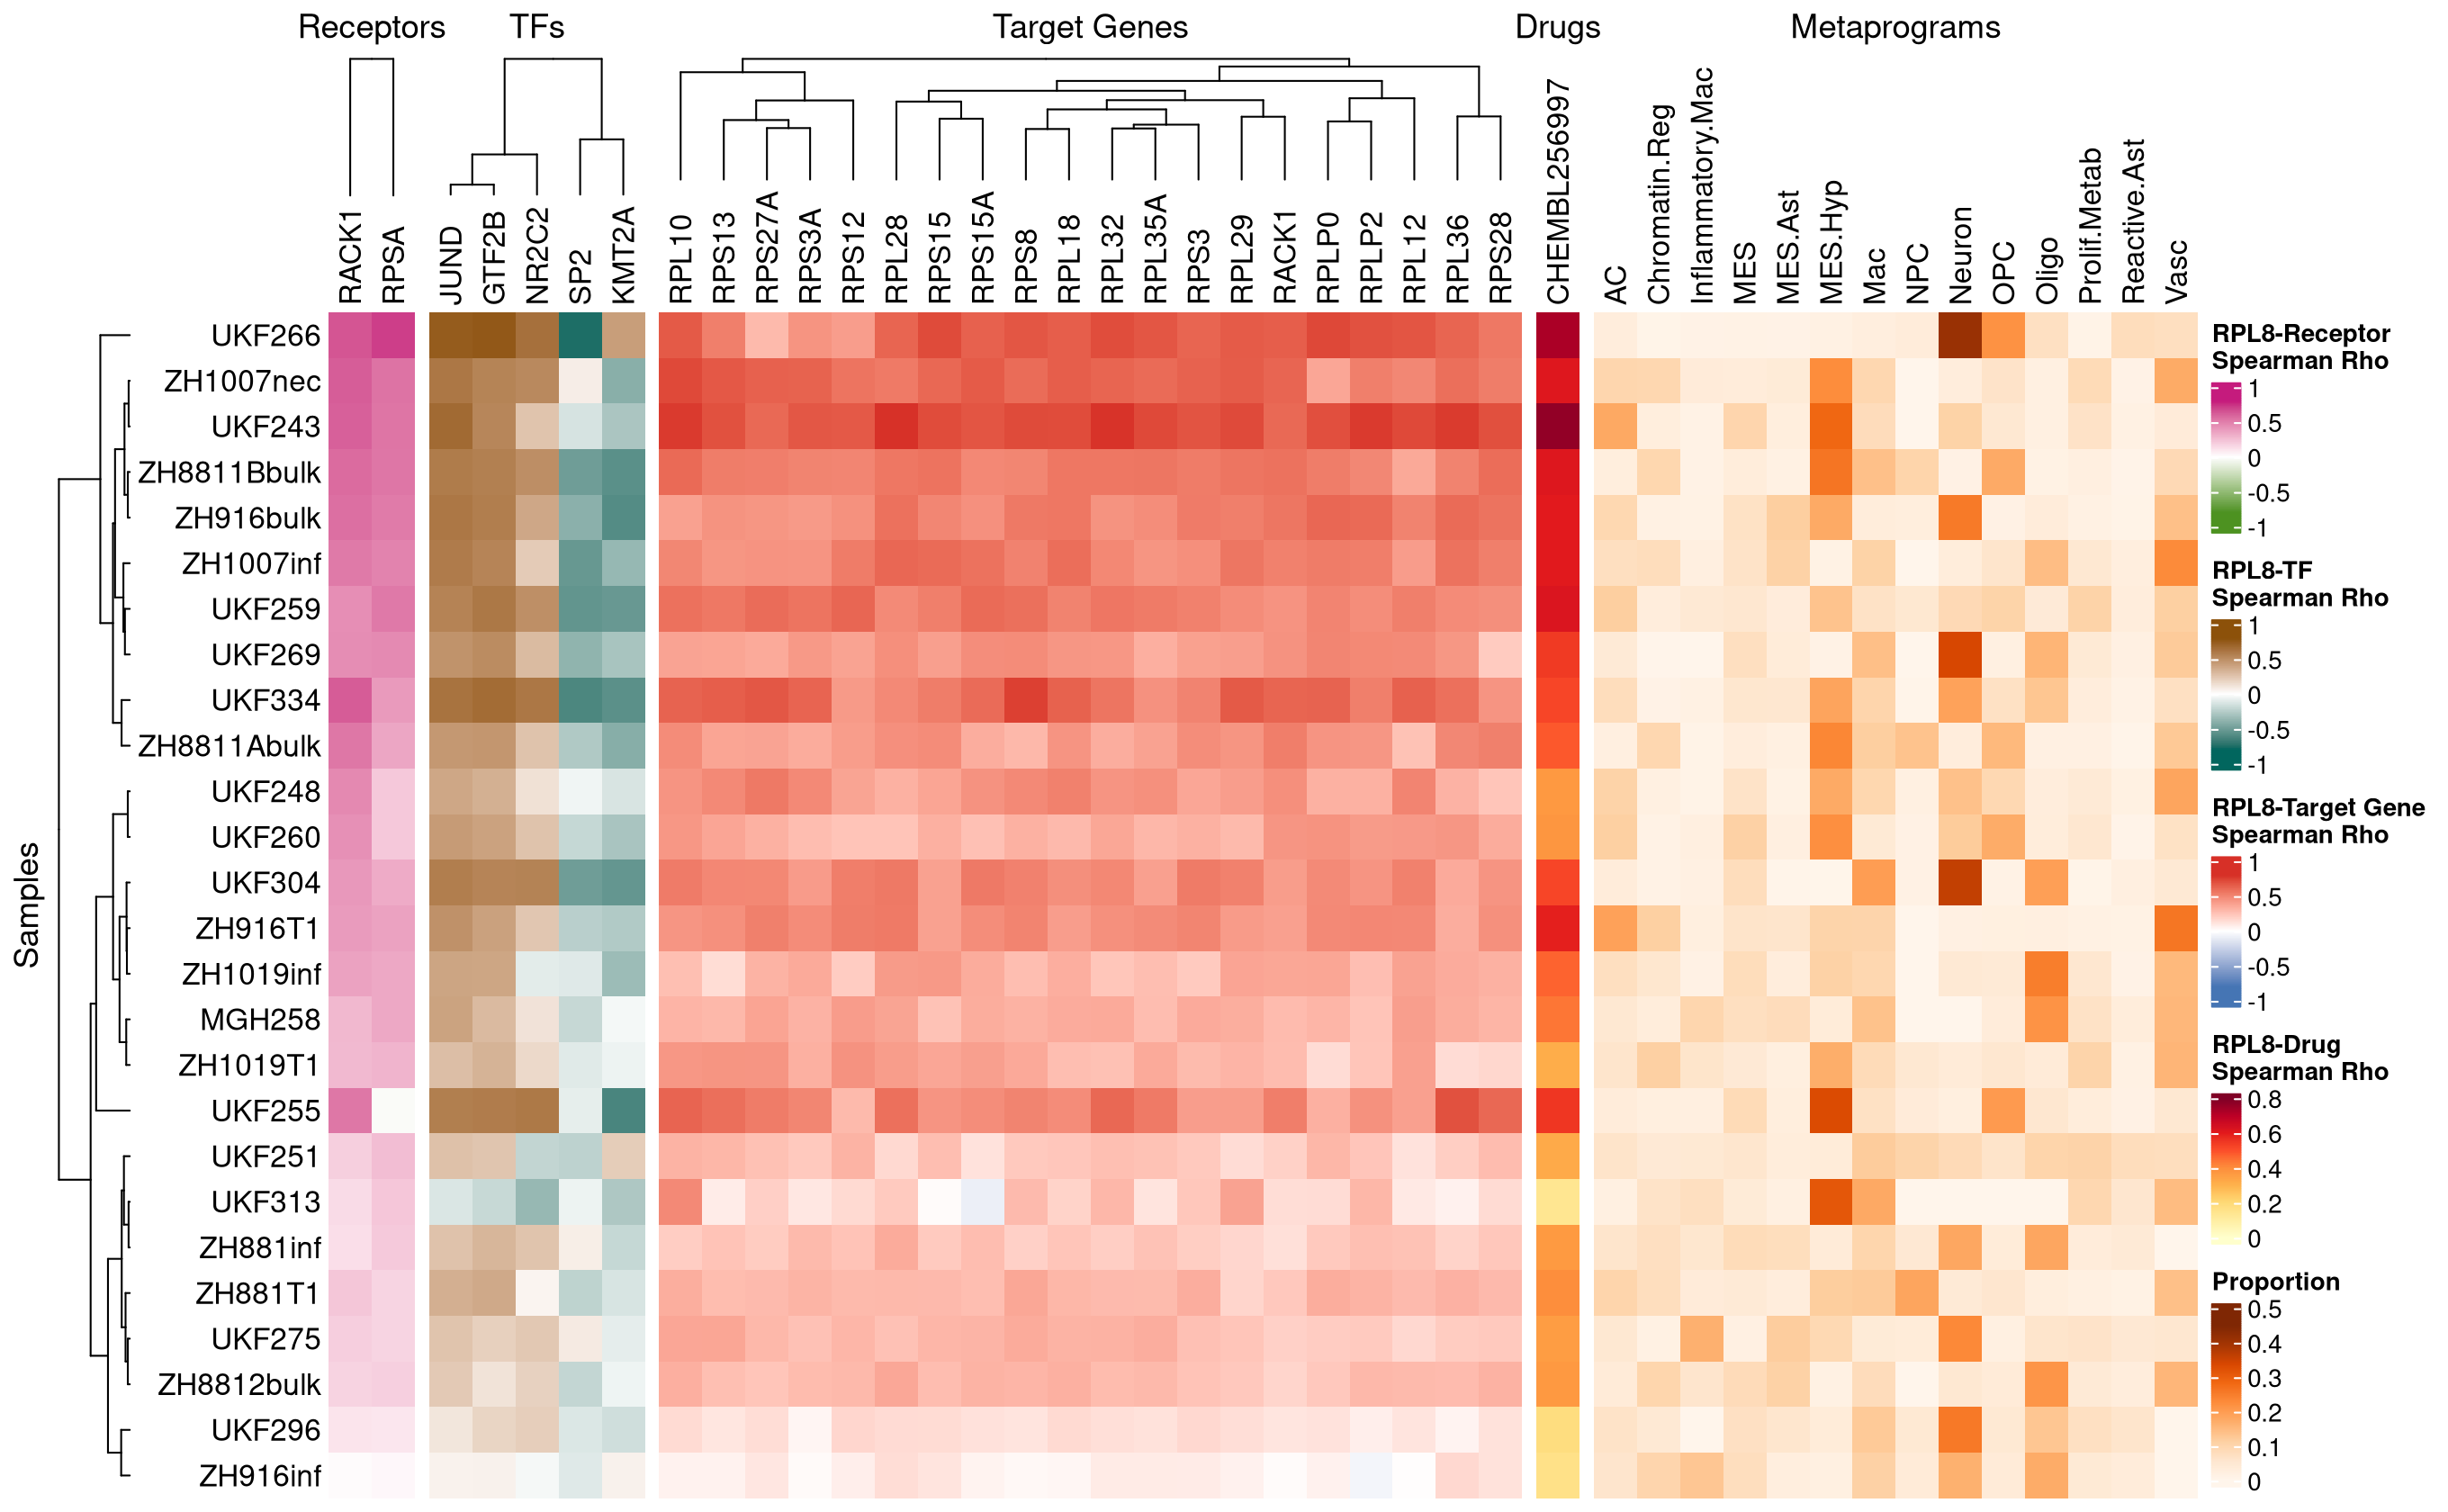 Receptors TFs Target Genes Drugs Metaprograms
RACK1 RPSA JUND GTF2B NR2C2 SP2 KMT2A RPL10 RPS13 RPS27A RPS3A RPS12 RPL28 RPS15 RPS15A RPS8 RPL18 RPL32 RPL35A RPS3 RPL29 RACK1 RPLP0 RPLP2 RPL12 RPL36 RPS28 CHEMBL2256997 AC Chromatin.Reg Inflammatory.Mac MES MES.Ast MES.Hyp Mac NPC Neuron OPC Oligo Prolif.Metab Reactive.Ast Vasc
Samples
UKF266
ZH1007nec
UKF243
ZH8811Bbulk
ZH916bulk
ZH1007inf
UKF259
UKF269
UKF334
ZH8811Abulk
UKF248
UKF260
UKF304
ZH916T1
ZH1019inf
MGH258
ZH1019T1
UKF255
UKF251
UKF313
ZH881inf
ZH881T1
UKF275
ZH8812bulk
UKF296
ZH916inf
RPL8-Receptor
Spearman Rho
1
0.5
0
-0.5
-1
RPL8-TF
Spearman Rho
1
0.5
0
-0.5
-1
RPL8-Target Gene
Spearman Rho
1
0.5
0
-0.5
-1
RPL8-Drug
Spearman Rho
0.8
0.6
0.4
0.2
0
Proportion
0.5
0.4
0.3
0.2
0.1
0